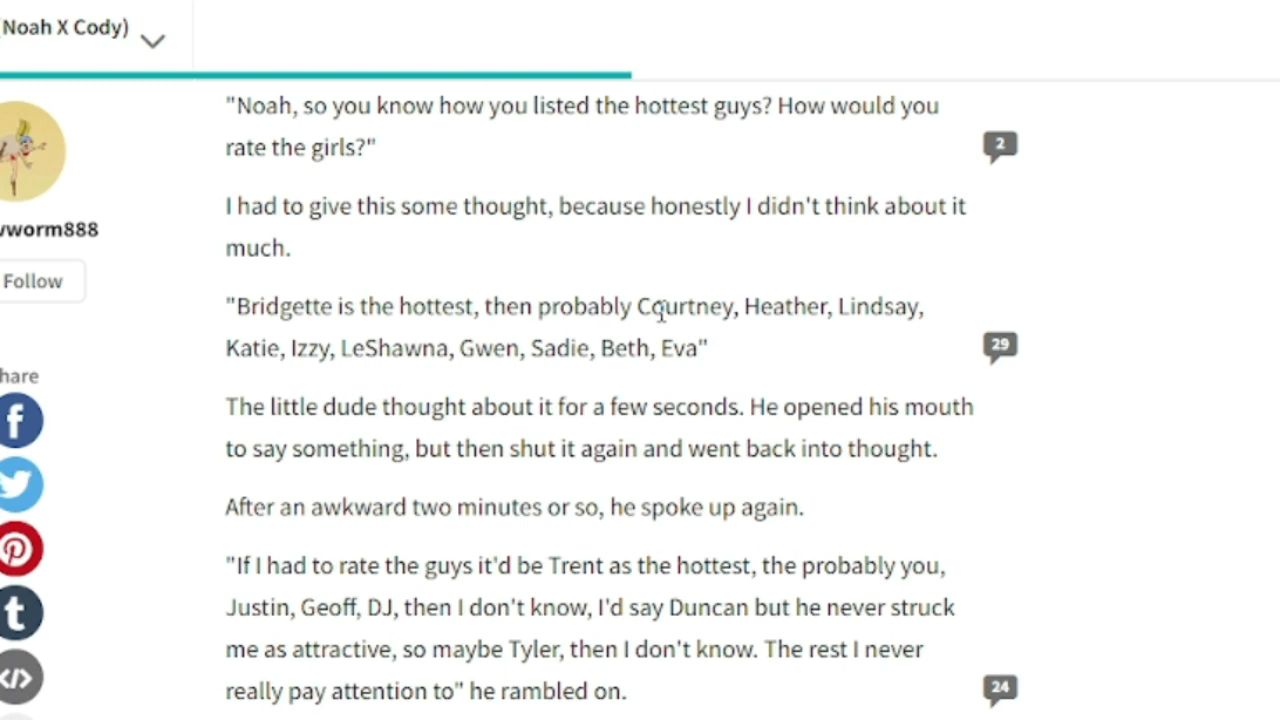 Noah X Cody)
"Noah, so you know how you listed the hottest guys? How would you
rate the girls?"
2
I had to give this some thought, because honestly I didn't think about it
much.
worm888
Follow
"Bridgette is the hottest, then probably Courtney, Heather, Lindsay,
Katie, Izzy, LeShawna, Gwen, Sadie, Beth, Eva"
29
hare
The little dude thought about it for a few seconds. He opened his mouth
to say something, but then shut it again and went back into thought.
After an awkward two minutes or so, he spoke up again.
"If I had to rate the guys it'd be Trent as the hottest, the probably you,
Justin, Geoff, DJ, then I don't know, I'd say Duncan but he never struck
me as attractive, so maybe Tyler, then I don't know. The rest I never
really pay attention to" he rambled on.
24